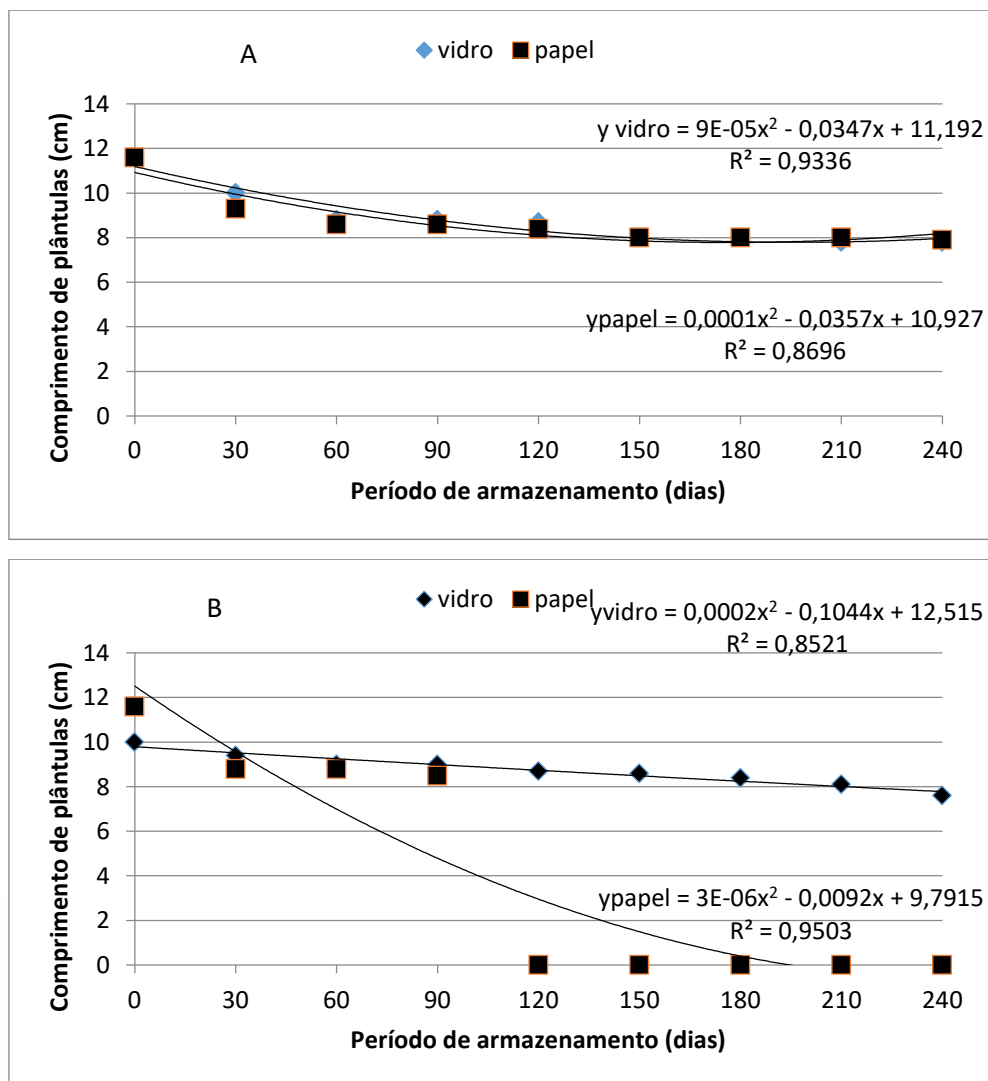 A
vidro papel
Comprimento de plântulas (cm)
14
12
10
8
6
4
2
0
y vidro = 9E-05x² - 0,0347x + 11,192
R² = 0,9336
ypapel = 0,0001x² - 0,0357x + 10,927
R² = 0,8696
0 30 60 90 120 150 180 210 240
Período de armazenamento (dias)
B
vidro papel
yvidro = 0,0002x² - 0,1044x + 12,515
R² = 0,8521
Comprimento de plântulas (cm)
14
12
10
8
6
4
2
0
ypapel = 3E-06x² - 0,0092x + 9,7915
R² = 0,9503
0 30 60 90 120 150 180 210 240
Período de armazenamento (dias)